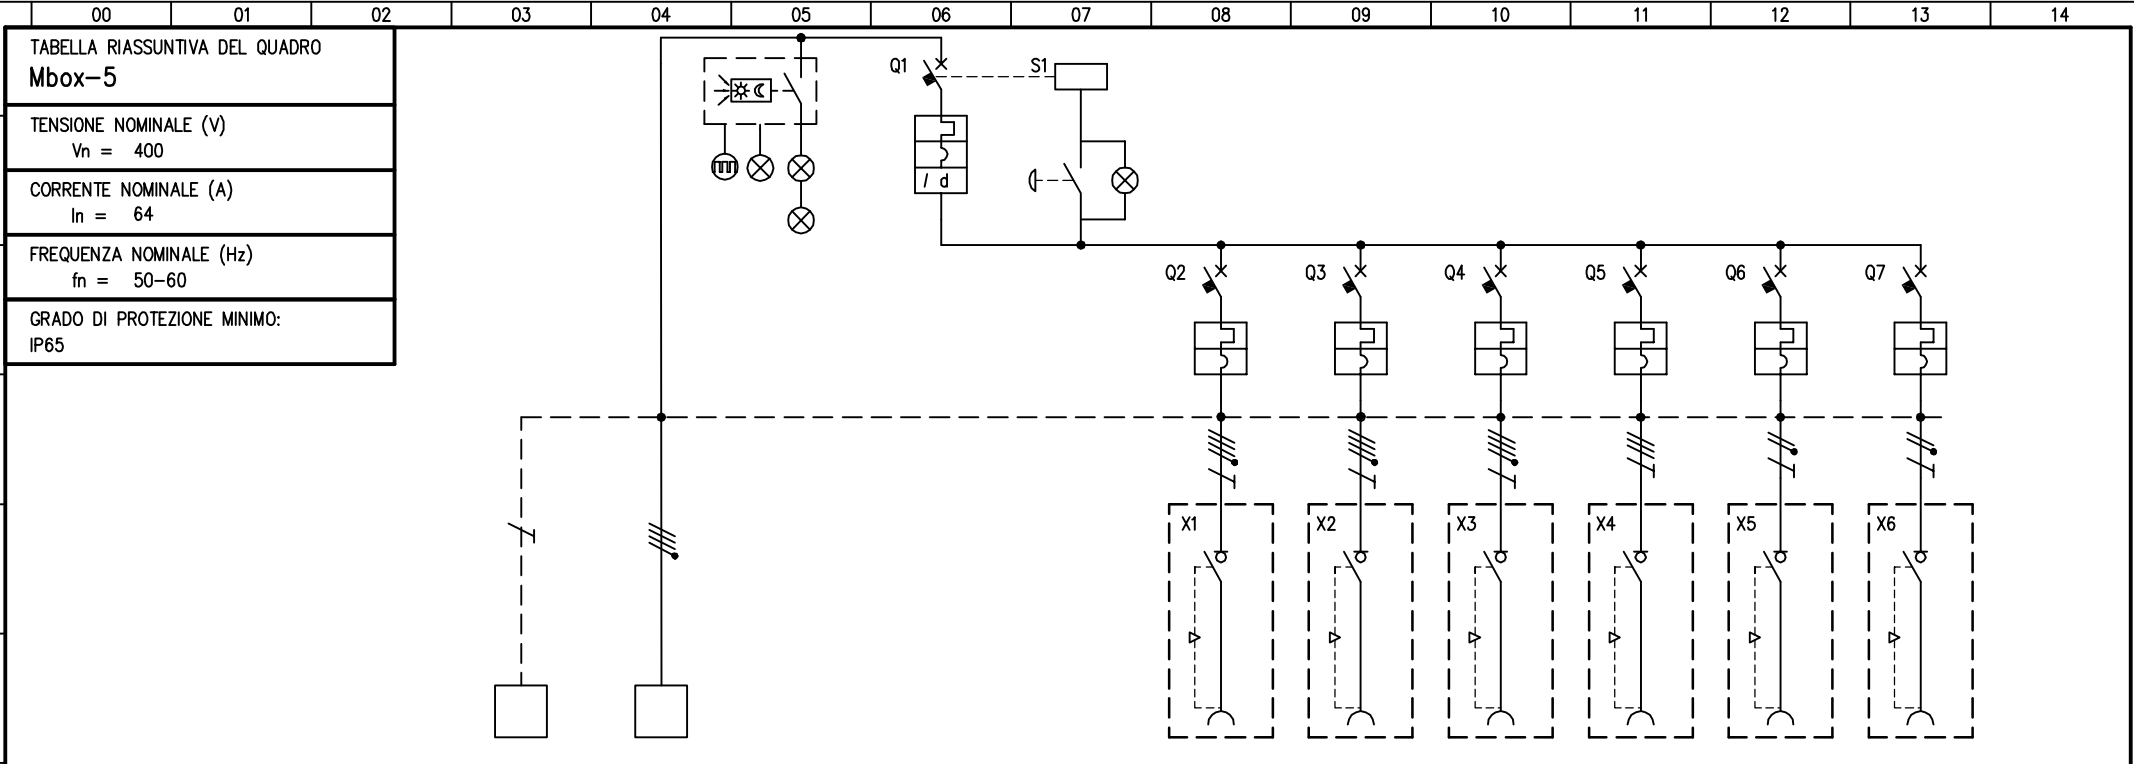 00 01 02 03 04 05 06 07 08 09 10 11 12 13 14
TABELLA RIASSUNTIVA DEL QUADRO
Mbox-5
TENSIONE NOMINALE (V)
Vn = 400
CORRENTE NOMINALE (A)
In = 64
FREQUENZA NOMINALE (Hz)
fn = 50-60
GRADO DI PROTEZIONE MINIMO:
IP65
Q1 S1
I d
Q2 Q3 Q4 Q5 Q6 Q7
X1 X2 X3 X4 X5 X6